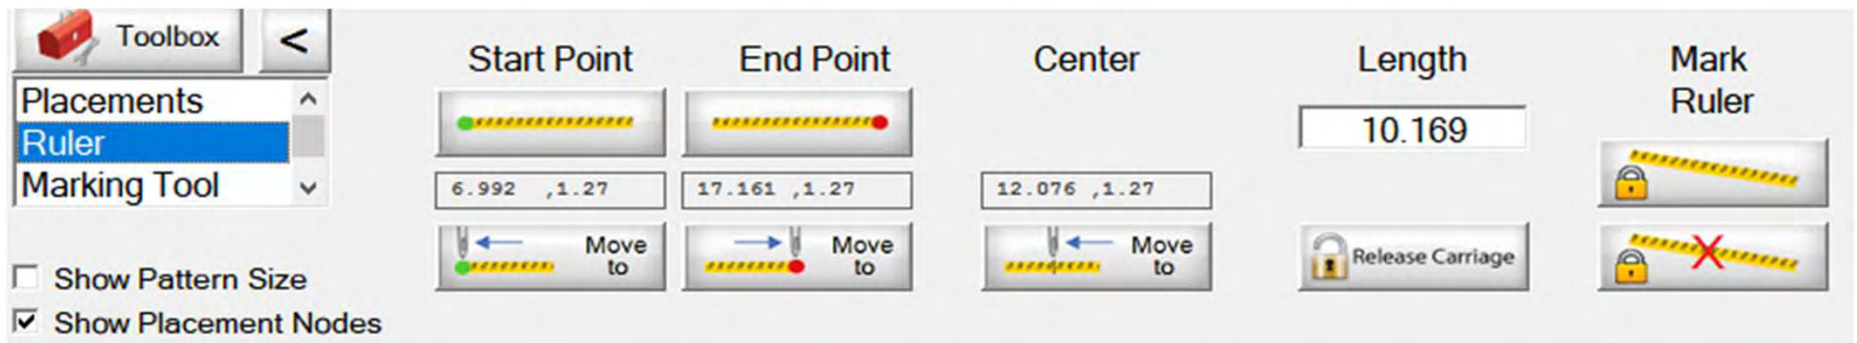 Toolbox
<
Placements
Ruler
Marking Tool
Show Pattern Size
Show Placement Nodes
Start Point
6.992 ,1.27
Move
to
End Point
17.161 ,1.27
Move
to
Center
12.076 ,1.27
Move
to
Length
10.169
Release Carriage
Mark
Ruler